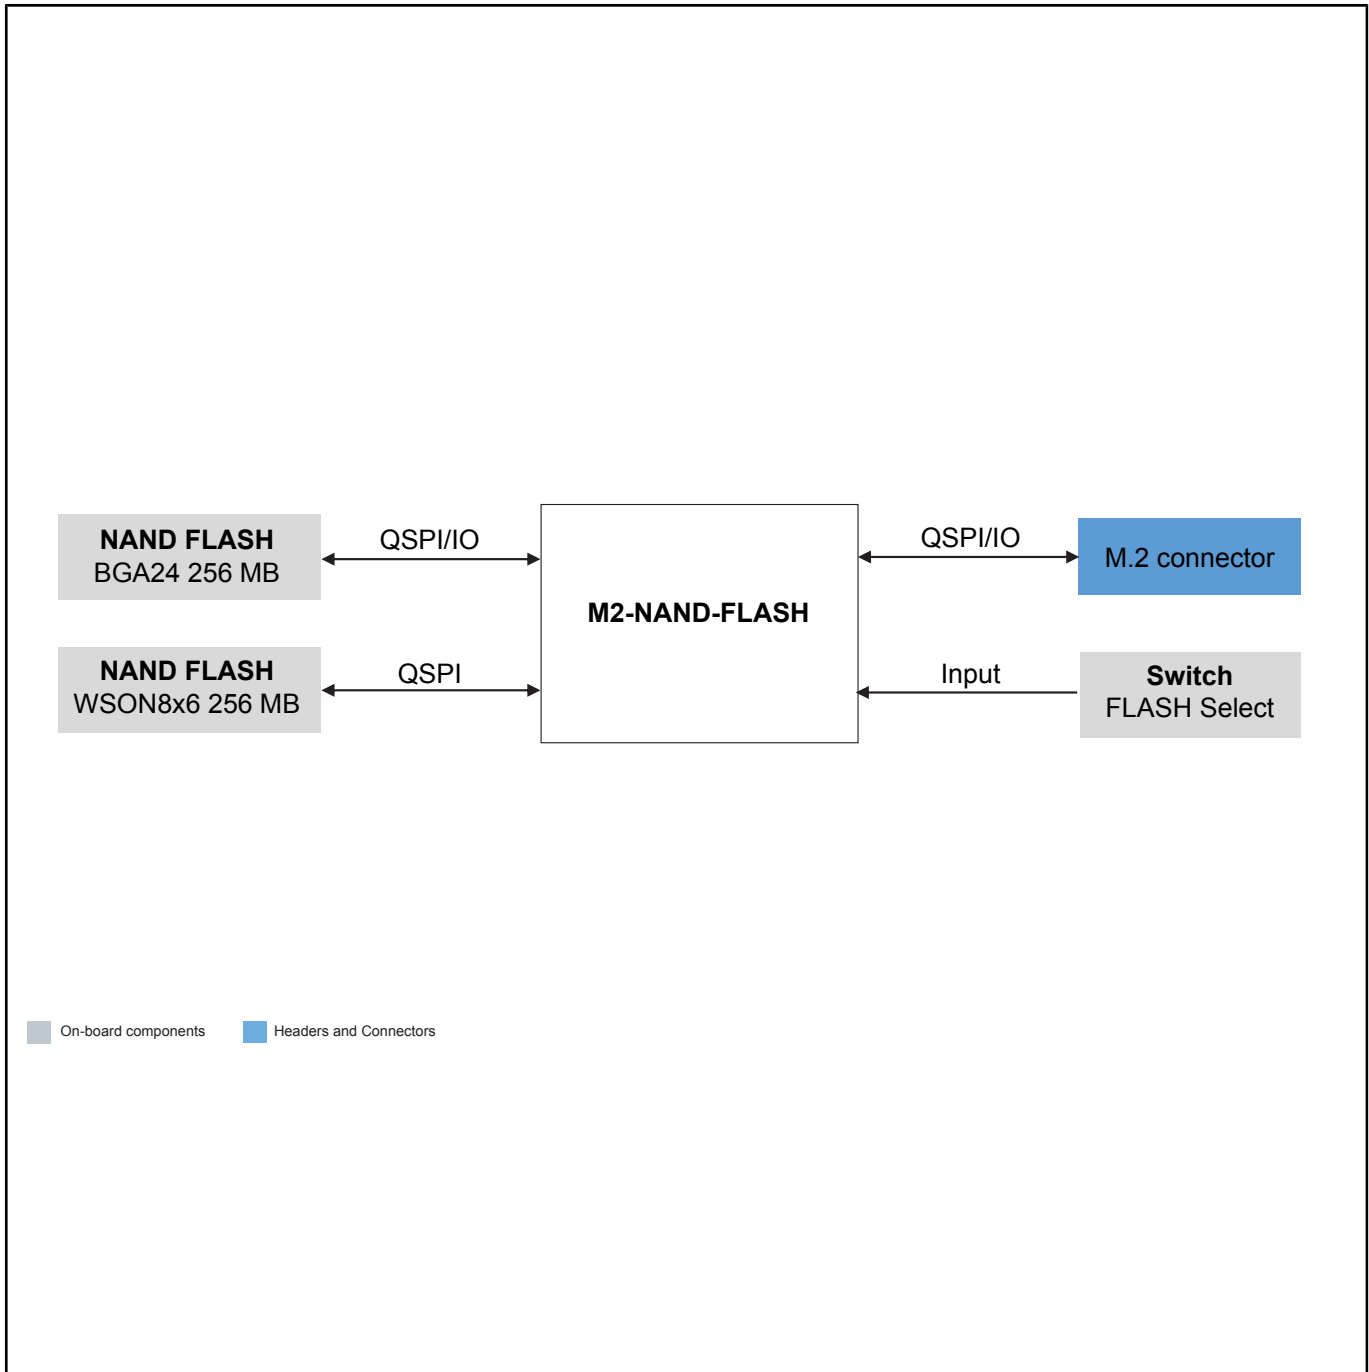 NAND FLASH
BGA24 256 MB
QSPI/IO
NAND FLASH
WSON8x6 256 MB
QSPI
M2-NAND-FLASH
QSPI/IO
M.2 connector
Input
Switch
FLASH Select
On-board components
Headers and Connectors